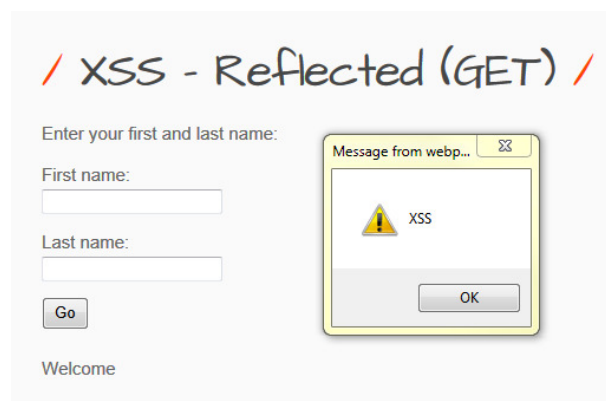 / XSS - Reflected (GET) /
Enter your first and last name:
First name:
Last name:
Go
Welcome
Message from webp...
XSS
OK